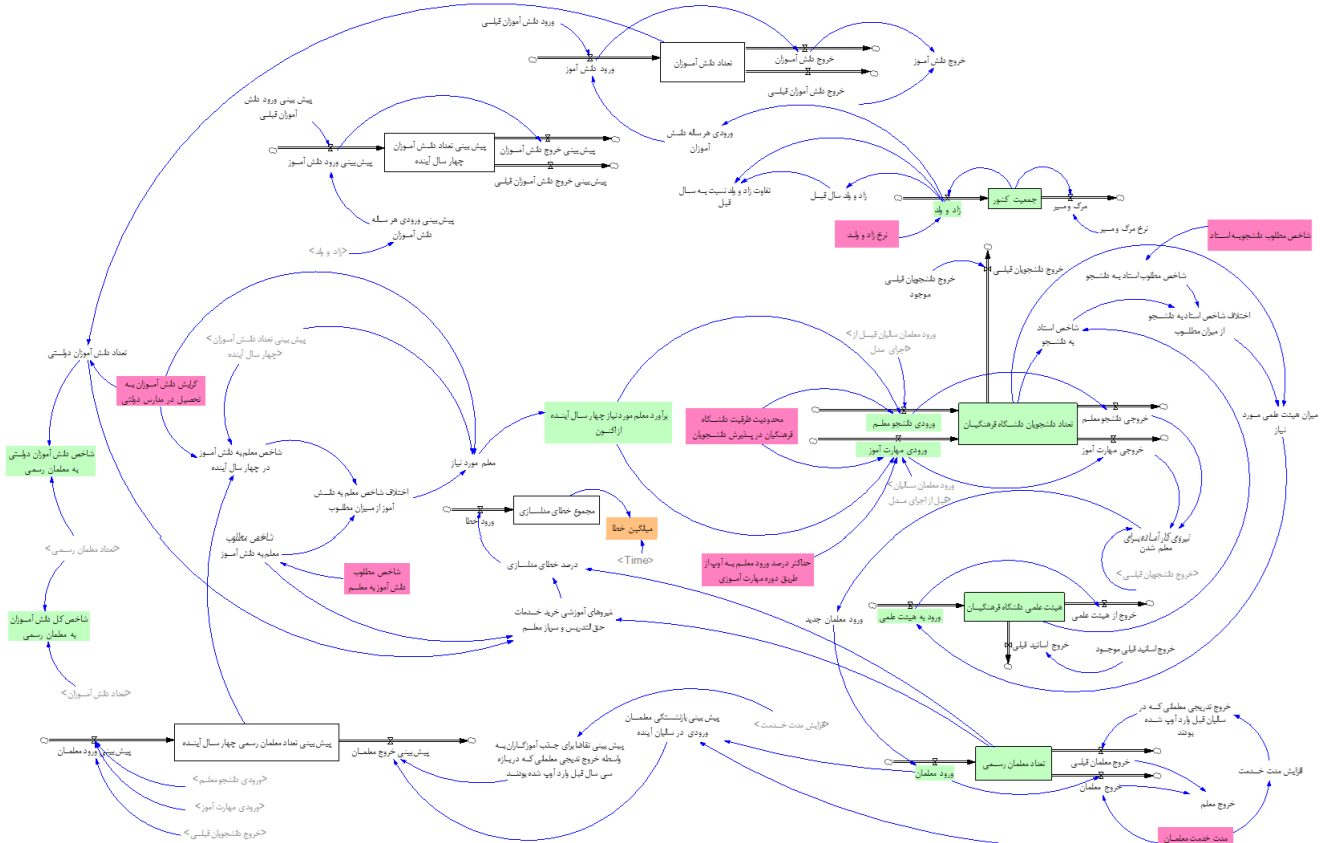 ورود دانش آموزان قبلی
ورود دانش آموز
تعداد دانش آموزان
خروج دانش آموزان
خروج دانش آموزان قبلی
خروج دانش آموز
پیش بینی ورود دانش
آموزان قبلی
پیش بینی ورود دانش آموز
پیش بینی تعداد دانش آموزان
چهار سال آینده
پیش بینی خروج دانش آموزان
پیش بینی خروج دانش آموزان قبلی
ورودی هر ساله دانش
آموزان
پیش بینی ورودی هر ساله
دانش آموزان
<زاد و ولد>
تفاوت زاد و ولد نسبت به سال
قبل
زاد و ولد سال قبل
زاد و ولد
جمعیت کشور
مرگ و میر
نرخ مرگ و میر
نرخ زاد و ولد
شاخص مطلوب دانشجو به استاد
خروج دانشجویان قبلی
خروج دانشجویان قبلی
موجود
شاخص مطلوب استاد به دانشجو
شاخص استاد
به دانشجو
اختلاف شاخص استاد به دانشجو
از میزان مطلوب
تعداد دانش آموزان دولتی
گرایش دانش آموزان به
تحصیل در مدارس دولتی
<پیش بینی تعداد دانش آموزان
چهار سال آینده>
<ورود معلمان سالیان قبل از
اجرای مدل>
برآورد معلم مورد نیاز چهار سال آینده
از اکنون
محدودیت ظرفیت دانشگاه
فرهنگیان در پذیرش دانشجویان
ورودی دانشجو معلم
ورودی مهارت آموز
تعداد دانشجویان دانشگاه فرهنگیان
خروجی دانشجو معلم
خروجی مهارت آموز
میزان هیئت علمی مورد
نیاز
شاخص دانش آموزان دولتی
به معلمان رسمی
شاخص معلم به دانش آموز
در چهار سال آینده
معلم مورد نیاز
اختلاف شاخص معلم به دانش
آموز از میزان مطلوب
<ورود معلمان سالیان
قبل از اجرای مدل>
ورود خطا
مجموع خطای مدلسازی
میانگین خطا
<Time>
<تعداد معلمان رسمی>
شاخص مطلوب
معلم به دانش آموز
شاخص مطلوب
دانش آموز به معلم
درصد خطای مدلسازی
حداکثر درصد ورود معلم به آوپ از
طریق دوره مهارت آموزی
نیروی کار آماده برای
معلم شدن
<خروج دانشجویان قبلی>
شاخص کل دانش آموزان
به معلمان رسمی
نیروهای آموزشی خرید خدمات
حق التدریس و سرباز معلم
ورود معلمان جدید
ورود به هیئت علمی
هیئت علمی دانشگاه فرهنگیان
خروج از هیئت علمی
خروج اساتید قبلی
خروج اساتید قبلی موجود
<تعداد دانش آموزان>
پیش بینی ورود معلمان
پیش بینی تعداد معلمان رسمی چهار سال آینده
پیش بینی خروج معلمان
پیش بینی تقاضا برای جذب آموزگاران به
واسطه خروج تدریجی معلمانی که در بازه
سی سال قبل وارد آوپ شده بودند
پیش بینی بازنشستگی معلمان
ورودی در سالیان آینده
<افزایش مدت خدمت>
خروج تدریجی معلمانی که در
سالیان قبل وارد آوپ شده
بودند
ورود معلمان
تعداد معلمان رسمی
خروج معلمان قبلی
خروج معلمان
خروج معلم
افزایش مدت خدمت
مدت خدمت معلمان
<ورودی دانشجو معلم>
<ورودی مهارت آموز>
<خروج دانشجویان قبلی>